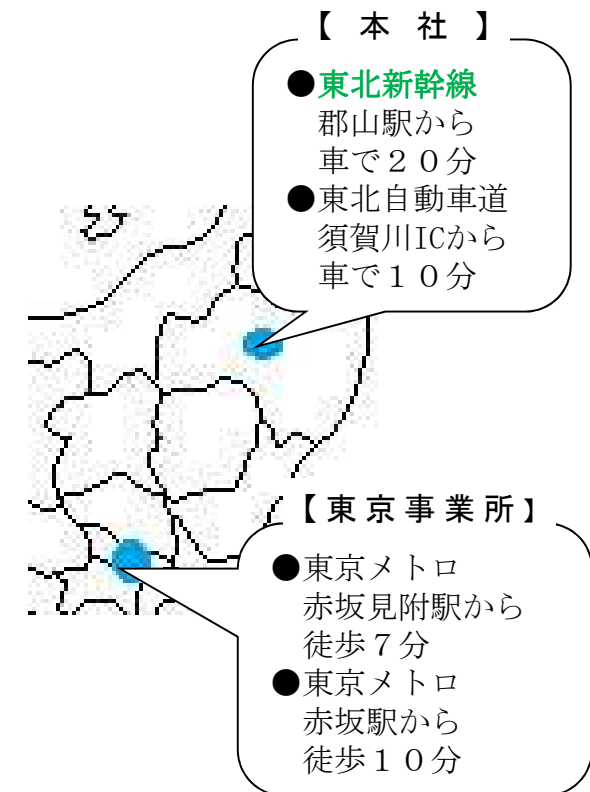 【 本 社 】
●東北新幹線
郡山駅から
車で２０分
●東北自動車道
須賀川ICから
車で１０分
【東京事業所】
●東京メトロ
赤坂見附駅から
徒歩７分
●東京メトロ
赤坂駅から
徒歩１０分